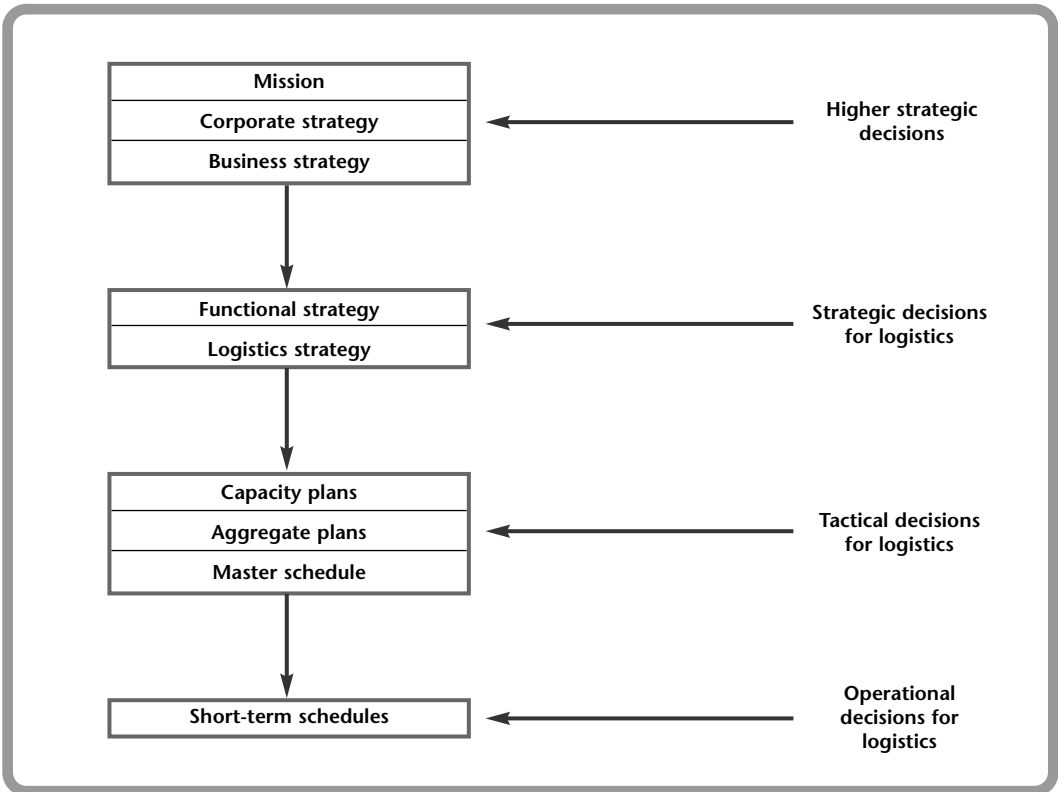 Mission
Corporate strategy
Business strategy
Higher strategic
decisions
Functional strategy
Logistics strategy
Strategic decisions
for logistics
Capacity plans
Aggregate plans
Master schedule
Tactical decisions
for logistics
Short-term schedules
Operational
decisions for
logistics